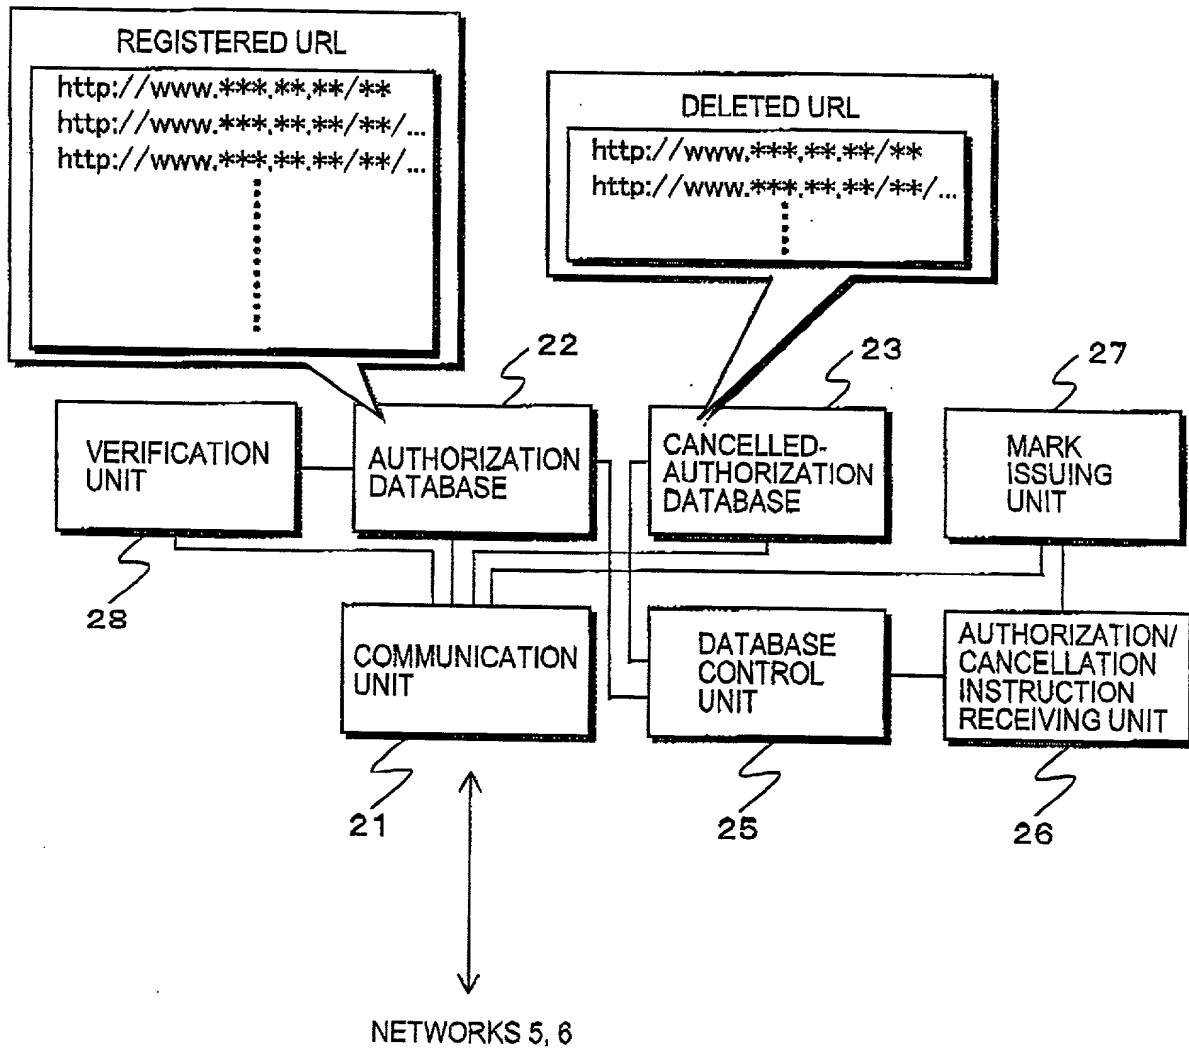 REGISTERED URL
http://www.***.**.**/**
http://www.***.**.**/**/...
http://www.***.**.**/**/...
DELETED URL
http://www.***.**.**/**
http://www.***.**.**/**/...
22
23
27
VERIFICATION
UNIT
AUTHORIZATION
DATABASE
CANCELLED-
AUTHORIZATION
DATABASE
MARK
ISSUING
UNIT
28
COMMUNICATION
UNIT
DATABASE
CONTROL
UNIT
AUTHORIZATION/
CANCELLATION
INSTRUCTION
RECEIVING UNIT
21
25
26
NETWORKS 5, 6